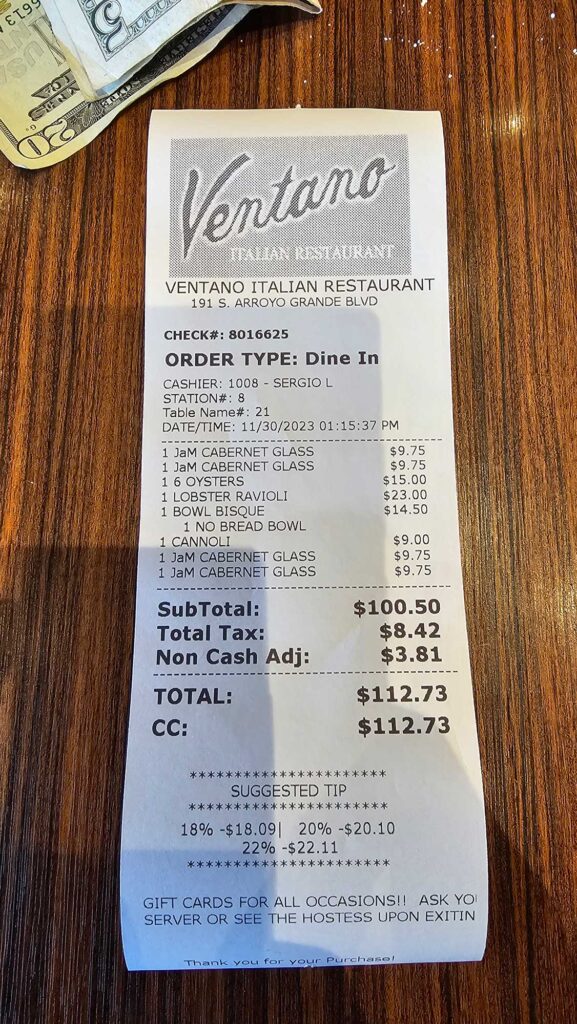 20
5
Ventano
ITALIAN RESTAURANT
VENTANO ITALIAN RESTAURANT
191 S. ARROYO GRANDE BLVD
CHECK#: 8016625
ORDER TYPE: Dine In
CASHIER: 1008 - SERGIO L
STATION#: 8
Table Name#: 21
DATE/TIME: 11/30/2023 01:15:37 PM
1 JaM CABERNET GLASS $9.75
1 JaM CABERNET GLASS $9.75
1 6 OYSTERS $15.00
1 LOBSTER RAVIOLI $23.00
1 BOWL BISQUE $14.50
1 NO BREAD BOWL
1 CANNOLI $9.00
1 JaM CABERNET GLASS $9.75
1 JaM CABERNET GLASS $9.75
SubTotal: $100.50
Total Tax: $8.42
Non Cash Adj: $3.81
TOTAL: $112.73
CC: $112.73
*********************
SUGGESTED TIP
*********************
18% -$18.09| 20% -$20.10
22% -$22.11
*********************
GIFT CARDS FOR ALL OCCASIONS!! ASK YO
SERVER OR SEE THE HOSTESS UPON EXITIN
Thank you for your Purchase!